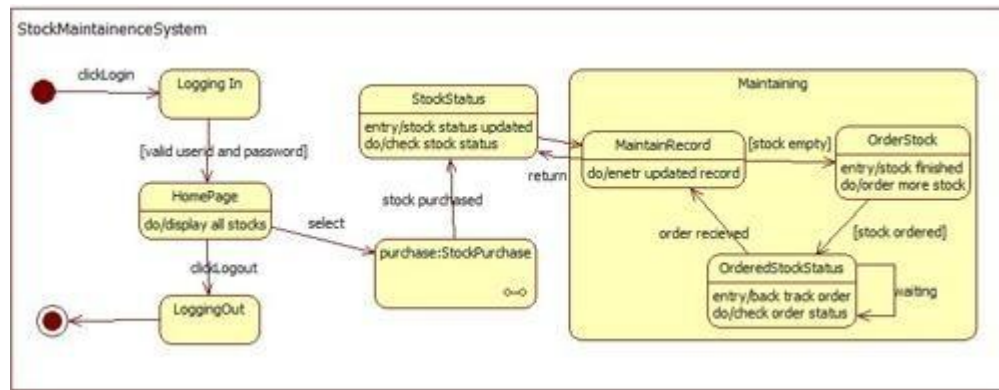 StockMaintainenceSystem
clickLogin
Logging In
[valid userid and password]
HomePage
do/display all stocks
clickLogout
LoggingOut
select
StockStatus
entry/stock status updated
do/check stock status
stock purchased
purchase:StockPurchase
return
Maintaining
MaintainRecord
do/enetr updated record
[stock empty]
OrderStock
entry/stock finished
do/order more stock
order recieved
[stock ordered]
OrderedStockStatus
entry/back track order
do/check order status
waiting